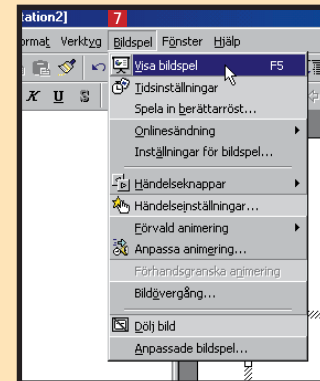 tation2]
7
ormat Verktyg Bildspel Fönster Hjälp
K U S
Visa bildspel F5
Tidsinställningar
Spela in berättarröst...
Onlinesändning
Inställningar för bildspel...
Händelseknappar
Händelseinställningar...
Förvald animering
Anpassa animering...
Förhandsgranska animering
Bildövergång...
Dölj bild
Anpassade bildspel...